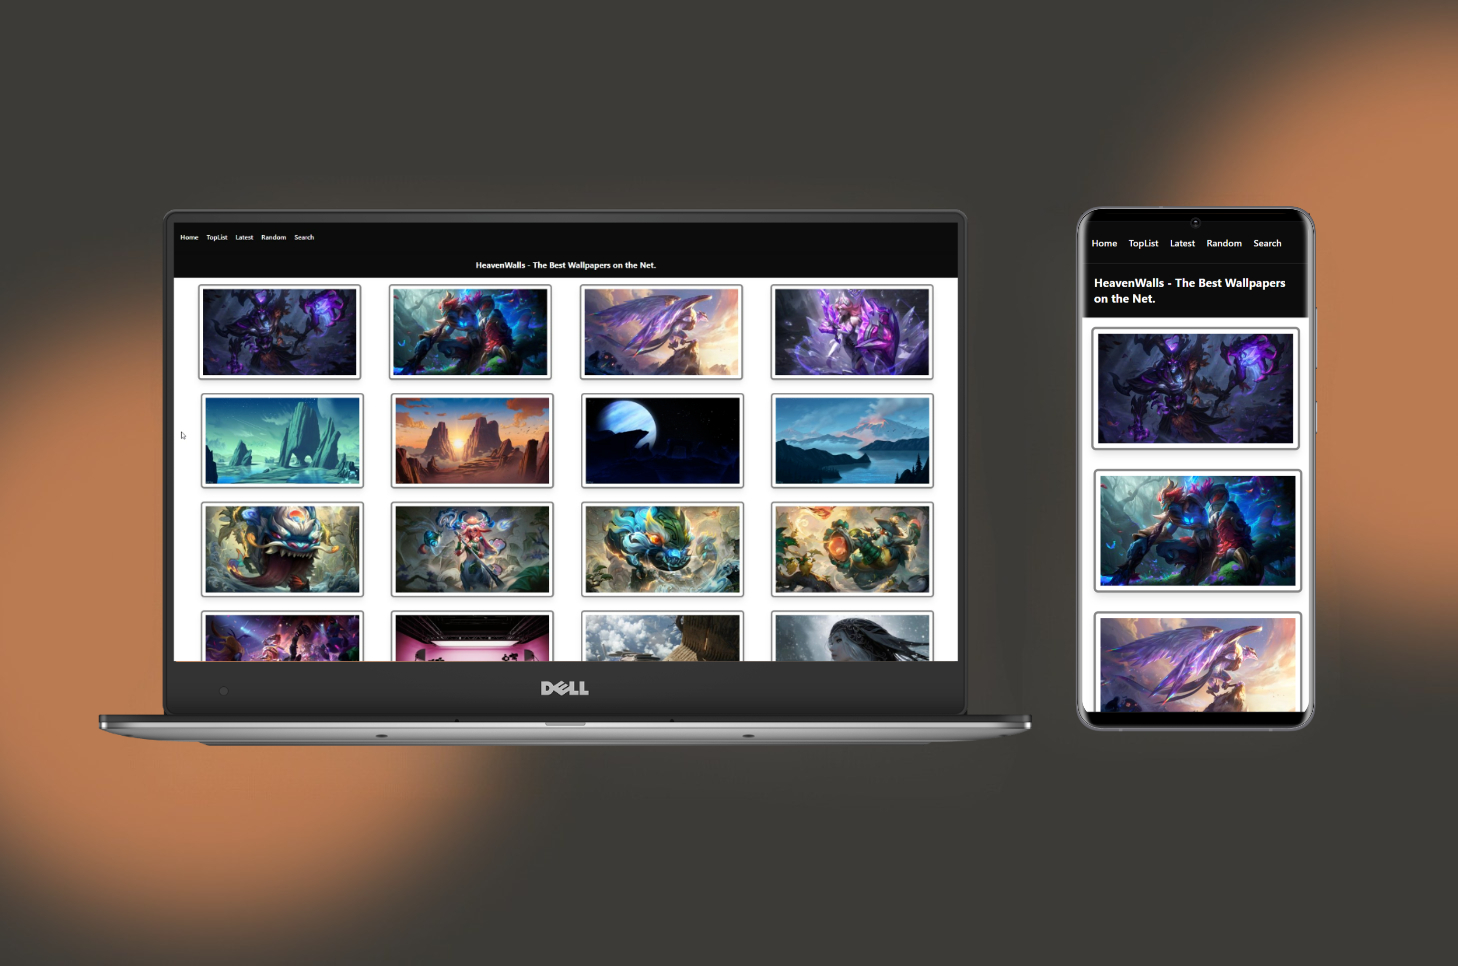 Home TopList Latest Random Search
HeavenWalls - The Best Wallpapers on the Net.
DELL
Home TopList Latest Random Search
HeavenWalls - The Best Wallpapers
on the Net.